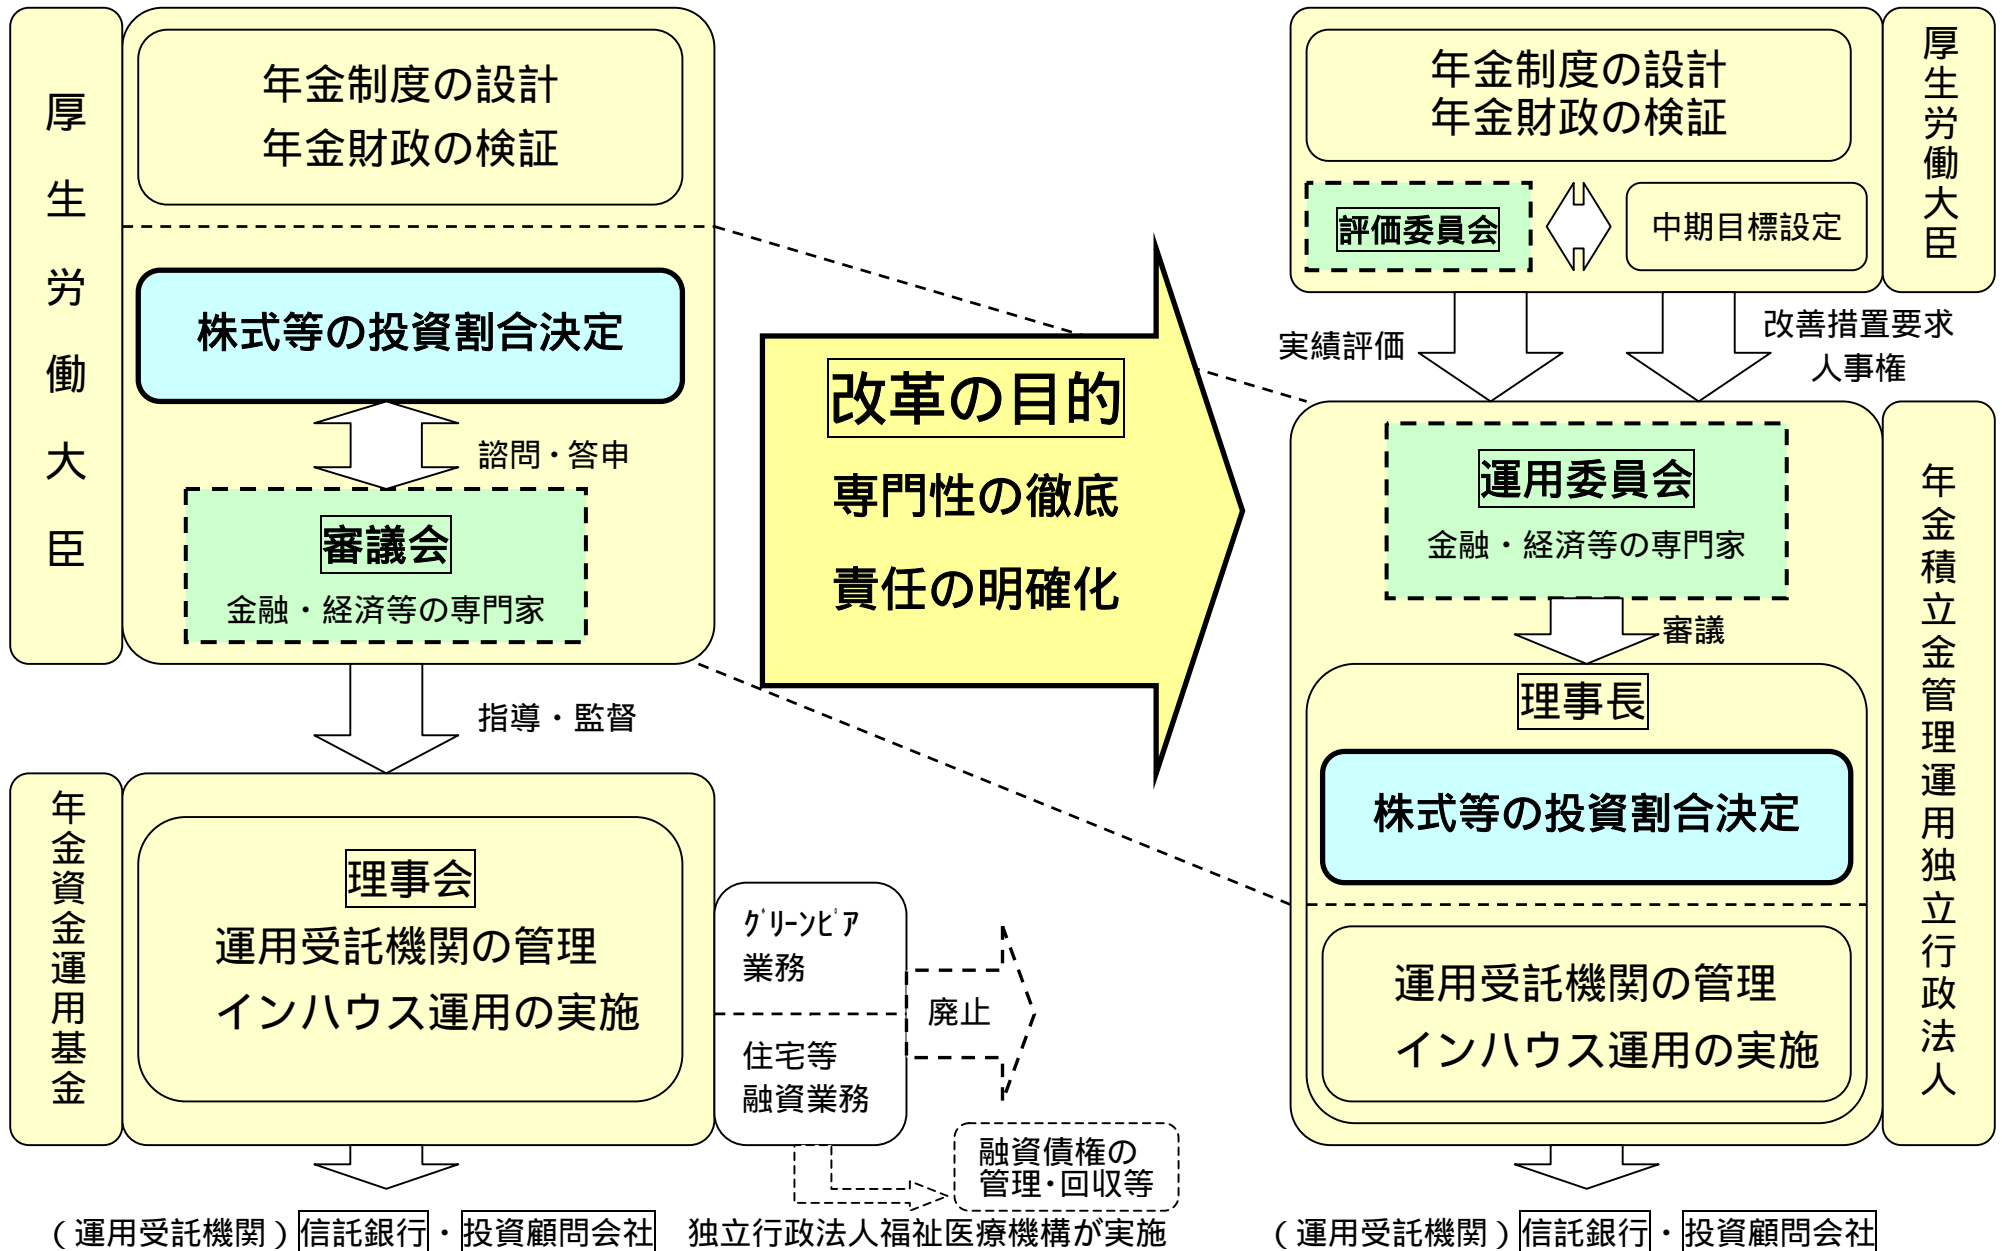 厚生労働大臣
年金制度の設計
年金財政の検証
株式等の投資割合決定
諮問・答申
審議会
金融・経済等の専門家
指導・監督
年金資金運用基金
理事会
運用受託機関の管理
インハウス運用の実施
ｸﾞﾘｰﾝﾋﾟｱ
業務
住宅等
融資業務
廃止
融資債権の
管理・回収等
（運用受託機関）信託銀行・投資顧問会社
独立行政法人福祉医療機構が実施
改革の目的
専門性の徹底
責任の明確化
年金制度の設計
年金財政の検証
厚生労働大臣
評価委員会
中期目標設定
実績評価
改善措置要求
人事権
運用委員会
金融・経済等の専門家
審議
理事長
株式等の投資割合決定
運用受託機関の管理
インハウス運用の実施
年金積立金管理運用独立行政法人
（運用受託機関）信託銀行・投資顧問会社